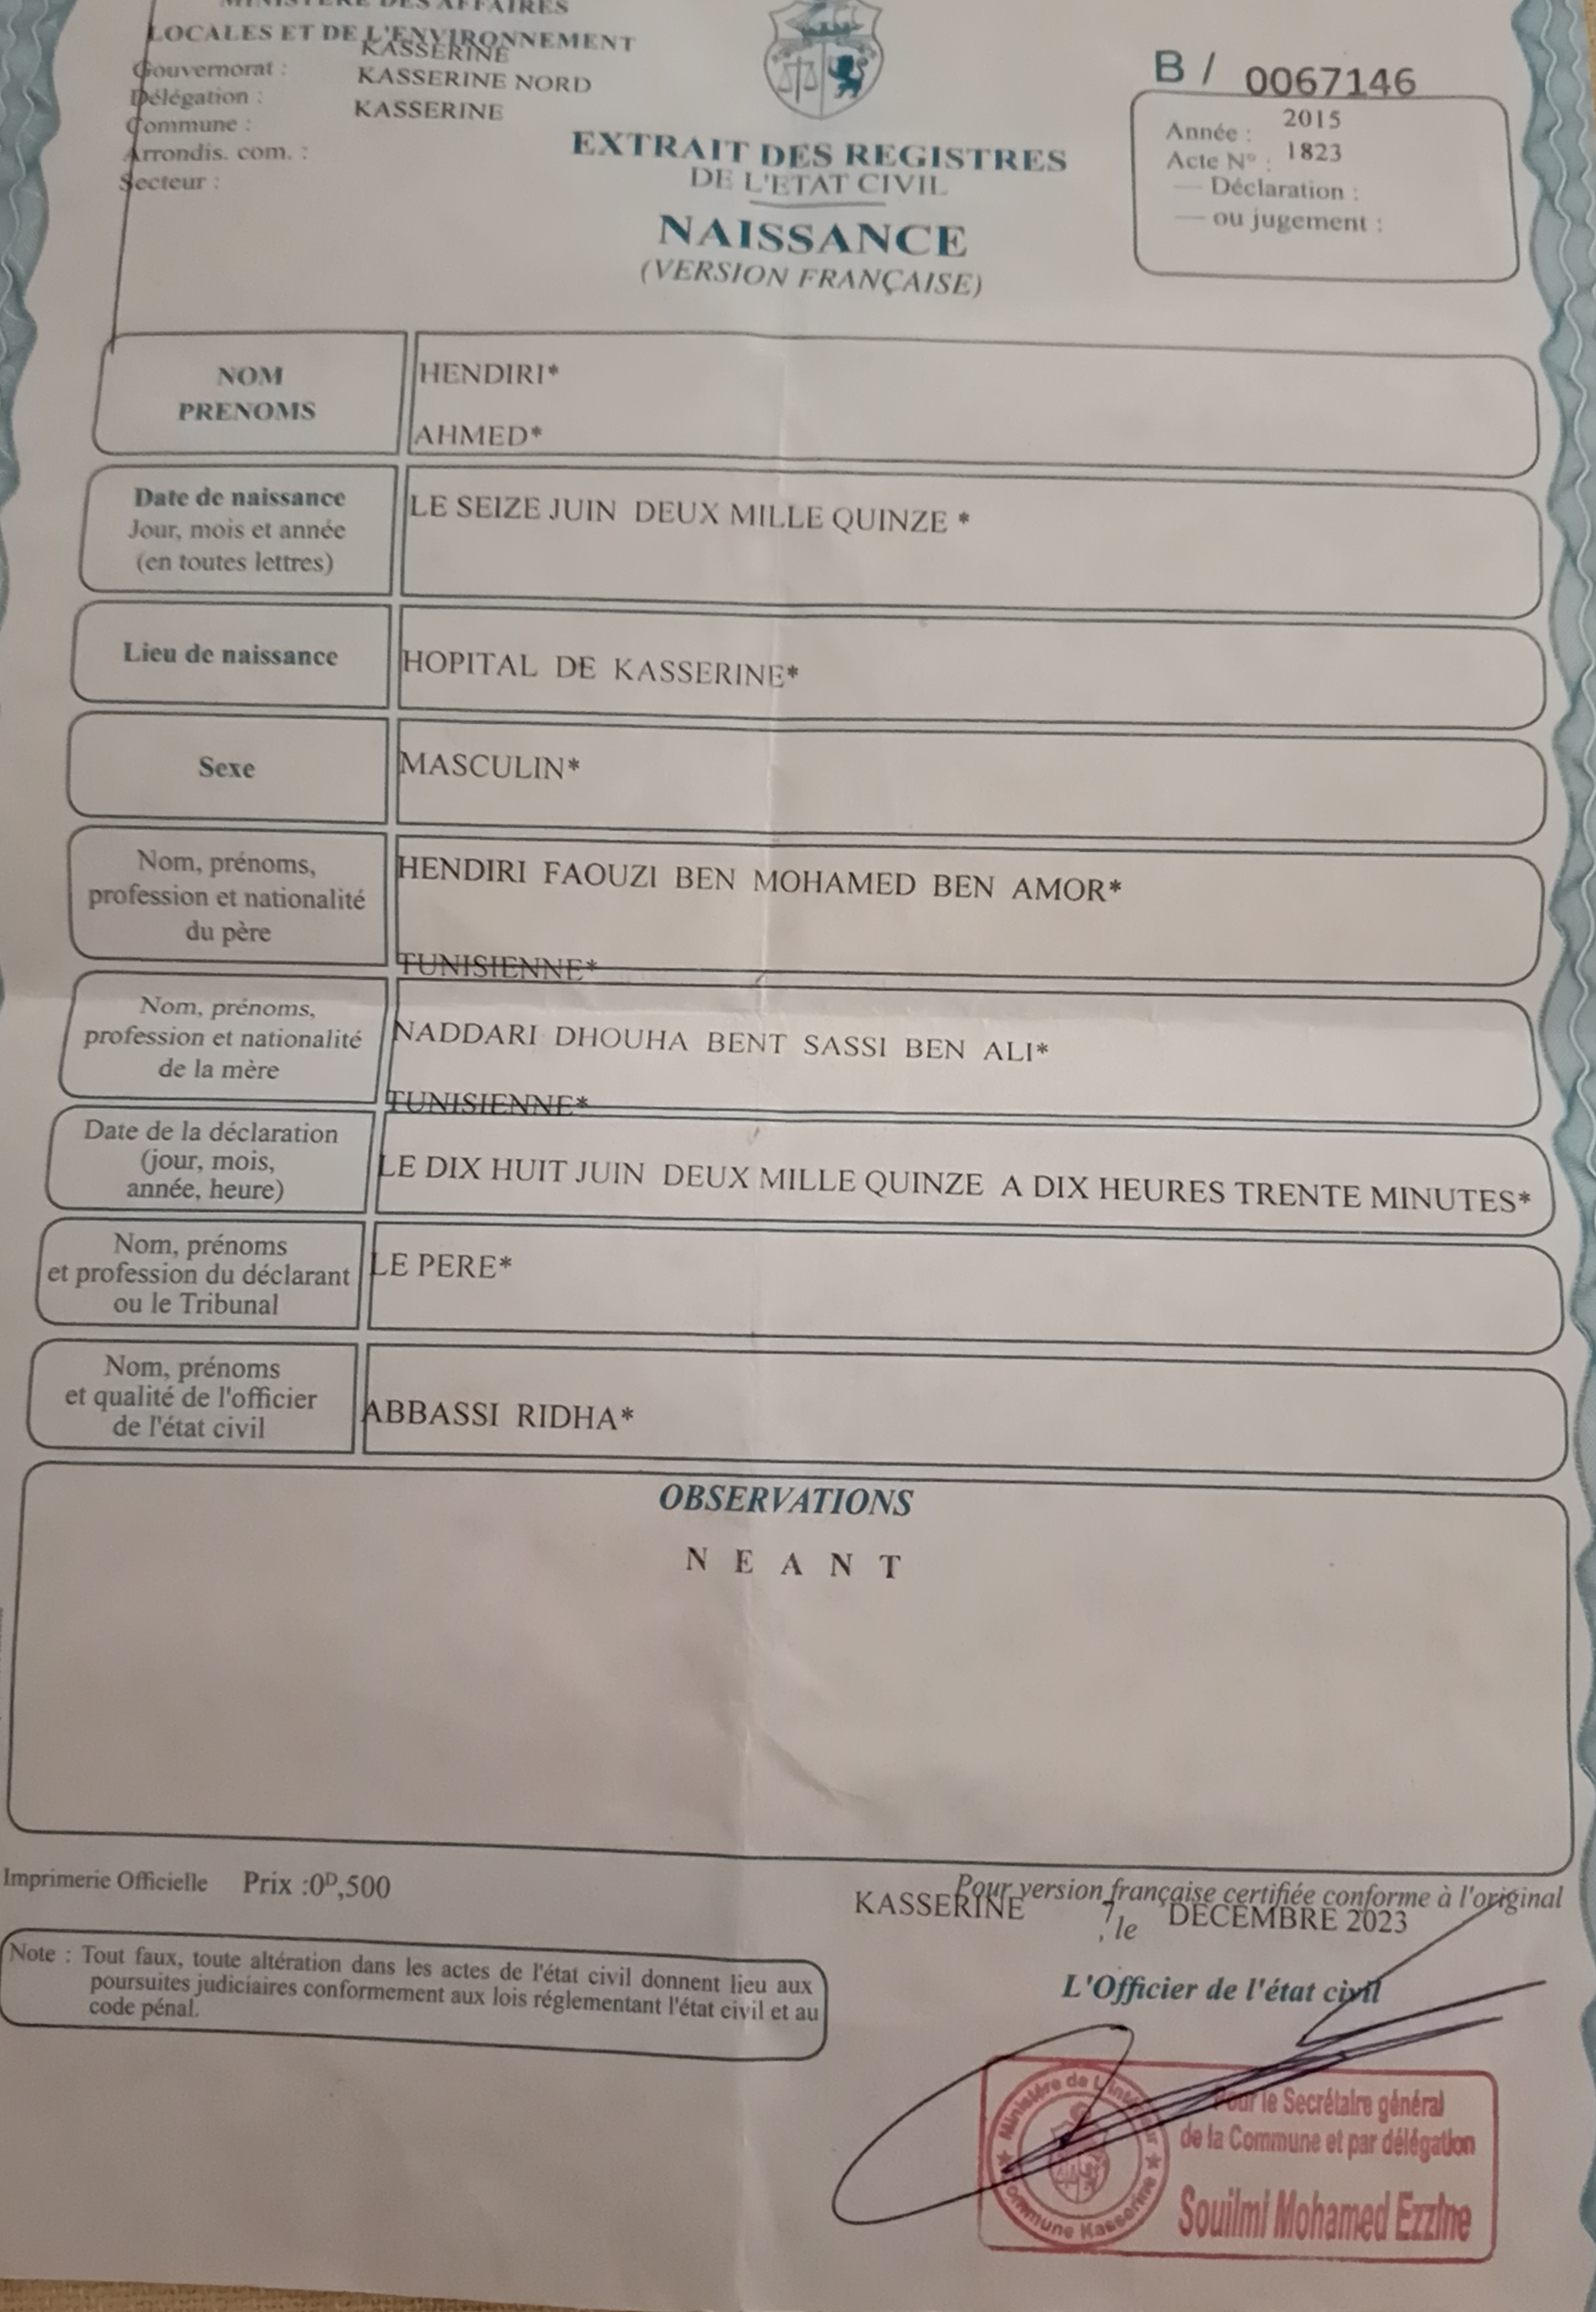 MINISTERE DES AFFAIRES
LOCALES ET DE L'ENVIRONNEMENT
Gouvernorat : KASSERINE
Délégation : KASSERINE NORD
Commune : KASSERINE
Arrondis. com. :
Secteur :
EXTRAIT DES REGISTRES
DE L'ETAT CIVIL
NAISSANCE
(VERSION FRANÇAISE)
B / 0067146
Année : 2015
Acte N° : 1823
— Déclaration :
— ou jugement :
NOM
PRENOMS
HENDIRI*
AHMED*
Date de naissance
Jour, mois et année
(en toutes lettres)
LE SEIZE JUIN DEUX MILLE QUINZE *
Lieu de naissance
HOPITAL DE KASSERINE*
Sexe
MASCULIN*
Nom, prénoms,
profession et nationalité
du père
HENDIRI FAOUZI BEN MOHAMED BEN AMOR*
TUNISIENNE*
Nom, prénoms,
profession et nationalité
de la mère
NADDARI DHOUHA BENT SASSI BEN ALI*
TUNISIENNE*
Date de la déclaration
(jour, mois,
année, heure)
LE DIX HUIT JUIN DEUX MILLE QUINZE A DIX HEURES TRENTE MINUTES*
Nom, prénoms
et profession du déclarant
ou le Tribunal
LE PERE*
Nom, prénoms
et qualité de l'officier
de l'état civil
ABBASSI RIDHA*
OBSERVATIONS
N E A N T
Imprimerie Officielle Prix :0D,500
Pour version française certifiée conforme à l'original
KASSERINE , le 7 DECEMBRE 2023
Note : Tout faux, toute altération dans les actes de l'état civil donnent lieu aux
poursuites judiciaires conformement aux lois réglementant l'état civil et au
code pénal.
L'Officier de l'état civil
Ministère de L'intérieur
Commune Kasserine
Pour le Secrétaire général
de la Commune et par délégation
Souilmi Mohamed Ezzine